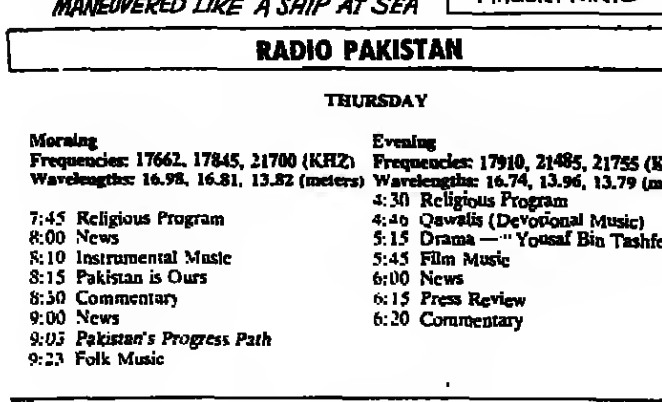 MANEUVERED LIKE A SHIP AT SEA
RADIO PAKISTAN
THURSDAY
Morning
Frequencies: 17662, 17845, 21700 (KHZ)
Wavelengths: 16.98, 16.81, 13.82 (meters)
7:45 Religious Program
8:00 News
8:10 Instrumental Music
8:15 Pakistan is Ours
8:30 Commentary
9:00 News
9:03 Pakistan's Progress Path
9:23 Folk Music
Evening
Frequencies: 17910, 21485, 21755 (K
Wavelengths: 16.74, 13.96, 13.79 (m
4:30 Religious Program
4:46 Qawalis (Devotional Music)
5:15 Drama — " Yousaf Bin Tashfe
5:45 Film Music
6:00 News
6:15 Press Review
6:20 Commentary